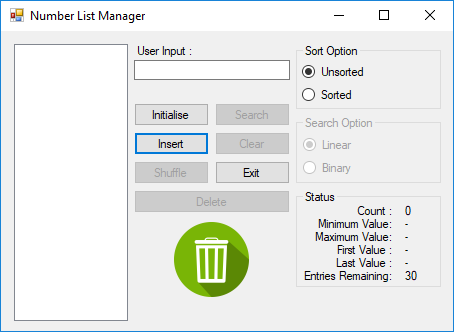 Number List Manager
User Input :
Initialise
Search
Insert
Clear
Shuffle
Exit
Delete
Sort Option
Unsorted
Sorted
Search Option
Linear
Binary
Status
Count : 0
Minimum Value: -
Maximum Value: -
First Value : -
Last Value : -
Entries Remaining: 30